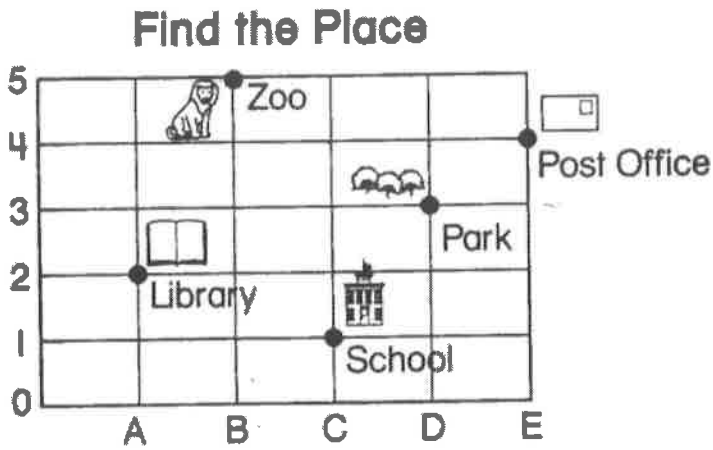 Find the Place
5
Zoo
4
Post Office
3
Park
2
Library
1
School
0
A B C D E